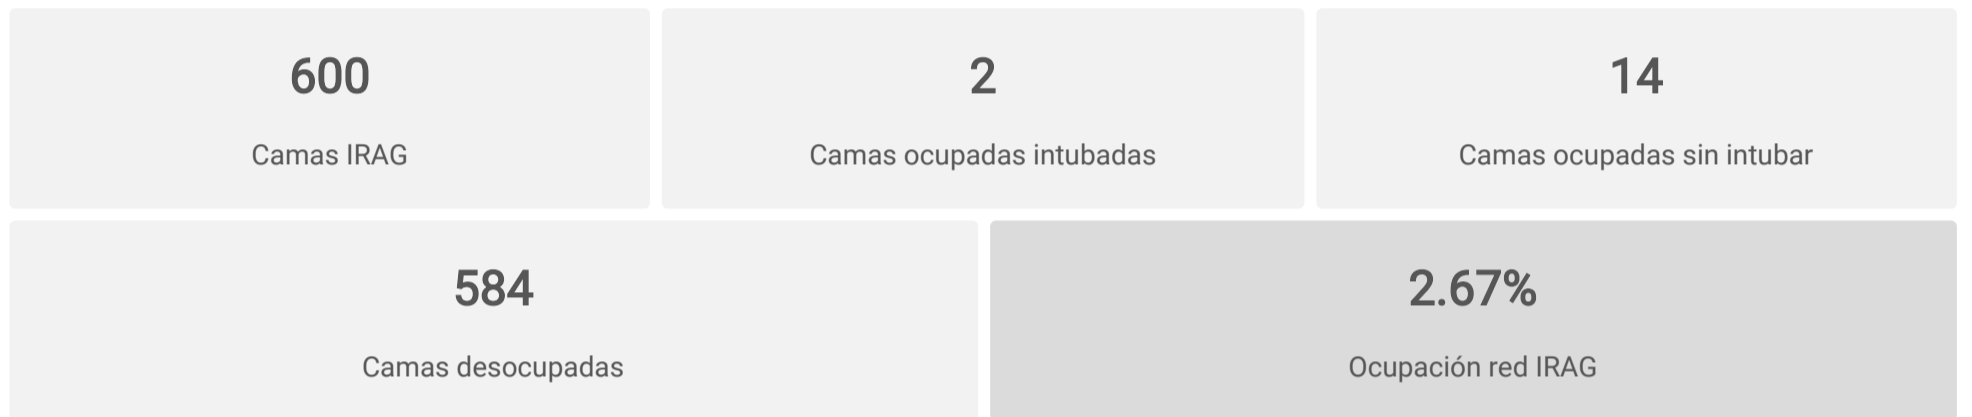 600
Camas IRAG
2
Camas ocupadas intubadas
14
Camas ocupadas sin intubar
584
Camas desocupadas
2.67%
Ocupación red IRAG